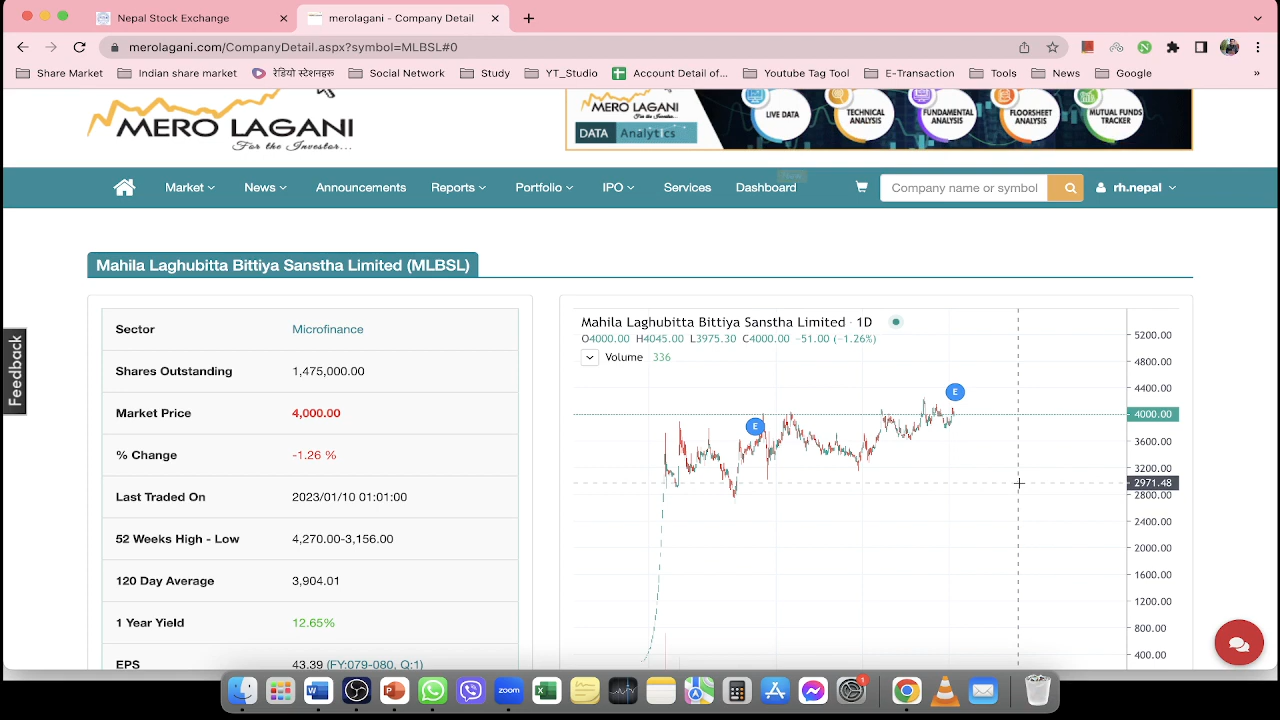 Nepal Stock Exchange
merolagani - Company Detail
merolagani.com/CompanyDetail.aspx?symbol=MLBSL#0
Share Market
Indian share market
रेडियो स्टेशनहरू
Social Network
Study
YT_Studio
Account Detail of...
Youtube Tag Tool
E-Transaction
Tools
News
Google
»
MERO LAGANI
For the Investor...
MERO LAGANI
For the Investor...
DATA Analytics
LIVE DATA
TECHNICAL ANALYSIS
FUNDAMENTAL ANALYSIS
FLOORSHEET ANALYSIS
MUTUAL FUNDS TRACKER
Market
News
Announcements
Reports
Portfolio
IPO
Services
Dashboard
Company name or symbol
rh.nepal
Mahila Laghubitta Bittiya Sanstha Limited (MLBSL)
Feedback
Sector Microfinance
Shares Outstanding 1,475,000.00
Market Price 4,000.00
% Change -1.26 %
Last Traded On 2023/01/10 01:01:00
52 Weeks High - Low 4,270.00-3,156.00
120 Day Average 3,904.01
1 Year Yield 12.65%
EPS 43.39 (FY:079-080, Q:1)
Mahila Laghubitta Bittiya Sanstha Limited · 1D
O4000.00 H4045.00 L3975.30 C4000.00 -51.00 (−1.26%)
Volume 336
E
E
5200.00
4800.00
4400.00
4000.00
3600.00
3200.00
2971.48
2800.00
2400.00
2000.00
1600.00
1200.00
800.00
400.00
zoom
1